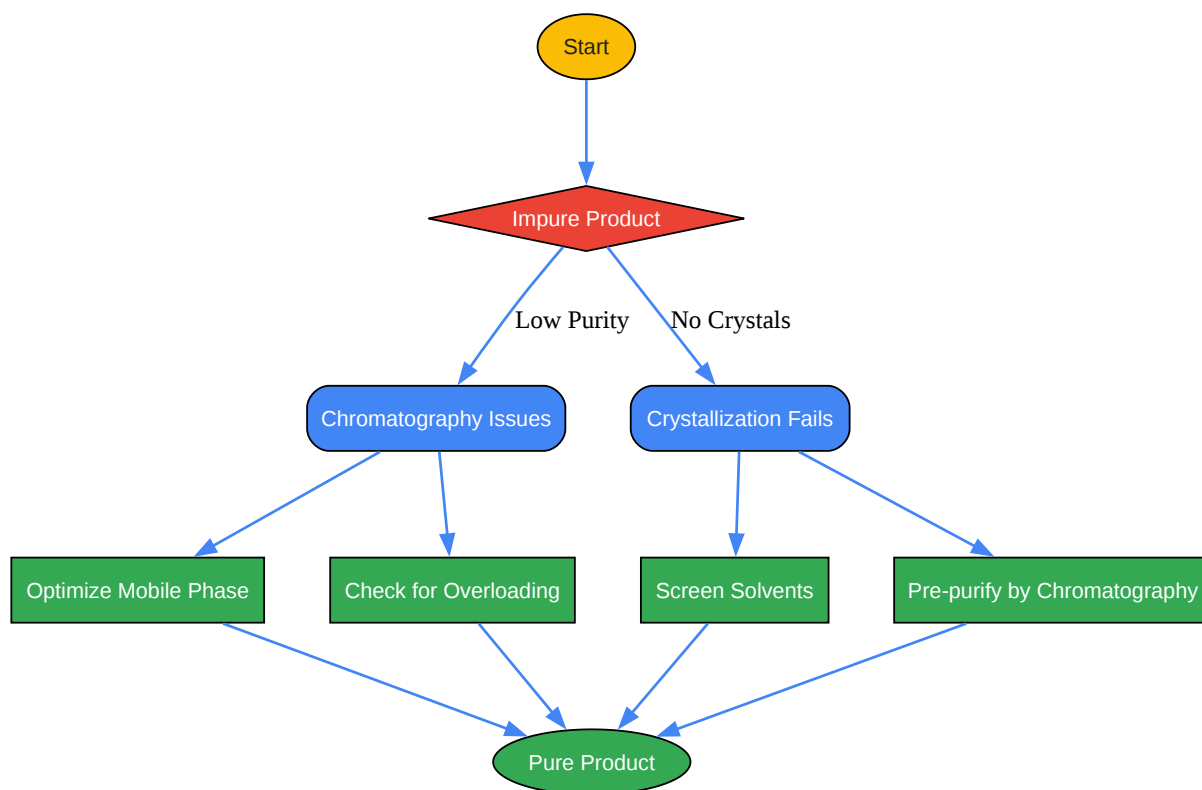 Start
Impure Product
Low Purity
No Crystals
Chromatography Issues
Crystallization Fails
Optimize Mobile Phase
Check for Overloading
Screen Solvents
Pre-purify by Chromatography
Pure Product